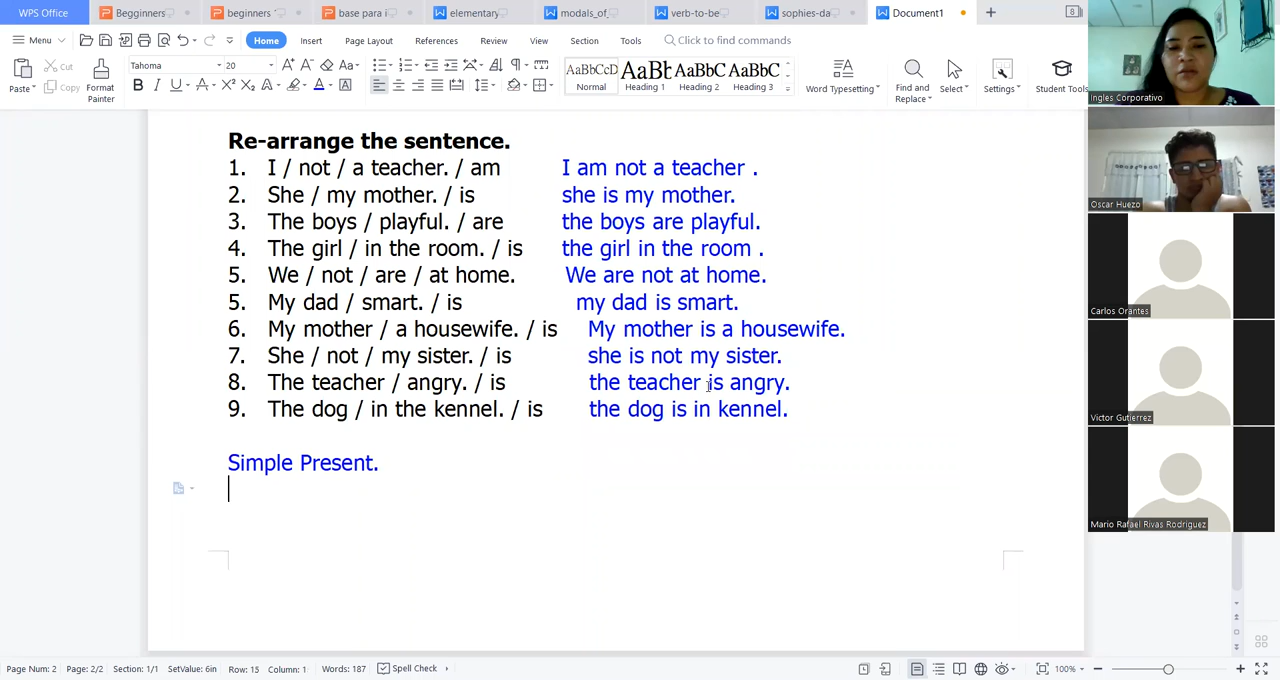 WPS Office Begginners beginners base para i elementary modals_of_ verb-to-be sophies-da Document1 8
Menu Home Insert Page Layout References Review View Section Tools Click to find commands
Paste Cut Copy Format Painter Tahoma 20 AaBbCcD Normal AaBb Heading 1 AaBbC Heading 2 AaBbC Heading 3 Word Typesetting Find and Replace Select Settings Student Tools
Ingles Corporativo
Re-arrange the sentence.
1. I / not / a teacher. / am I am not a teacher .
2. She / my mother. / is she is my mother.
3. The boys / playful. / are the boys are playful.
4. The girl / in the room. / is the girl in the room .
5. We / not / are / at home. We are not at home.
5. My dad / smart. / is my dad is smart.
6. My mother / a housewife. / is My mother is a housewife.
7. She / not / my sister. / is she is not my sister.
8. The teacher / angry. / is the teacher is angry.
9. The dog / in the kennel. / is the dog is in kennel.
Simple Present.
Oscar Huezo
Carlos Orantes
Victor Gutierrez
Mario Rafael Rivas Rodriguez
Page Num: 2 Page: 2/2 Section: 1/1 SetValue: 6in Row: 15 Column: 1 Words: 187 Spell Check 100%